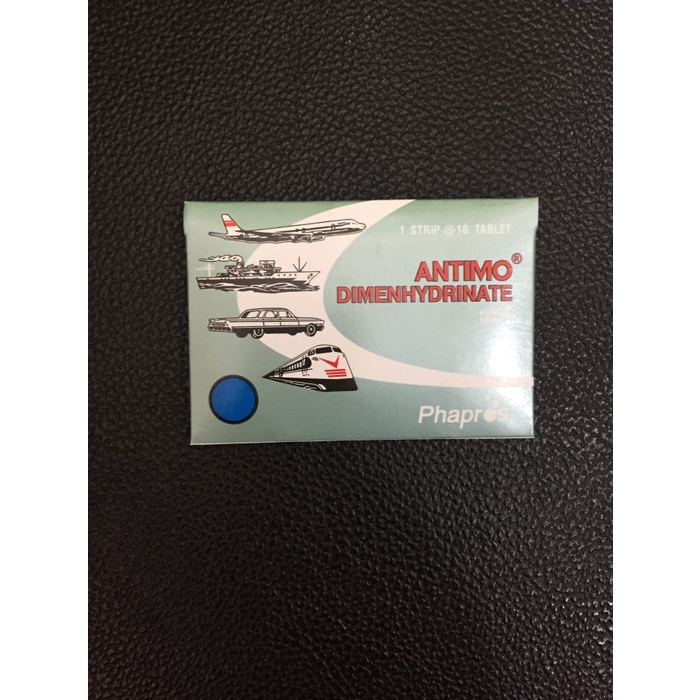 1 STRIP @ 10 TABLET
ANTIMO®
DIMENHYDRINATE
Phapros